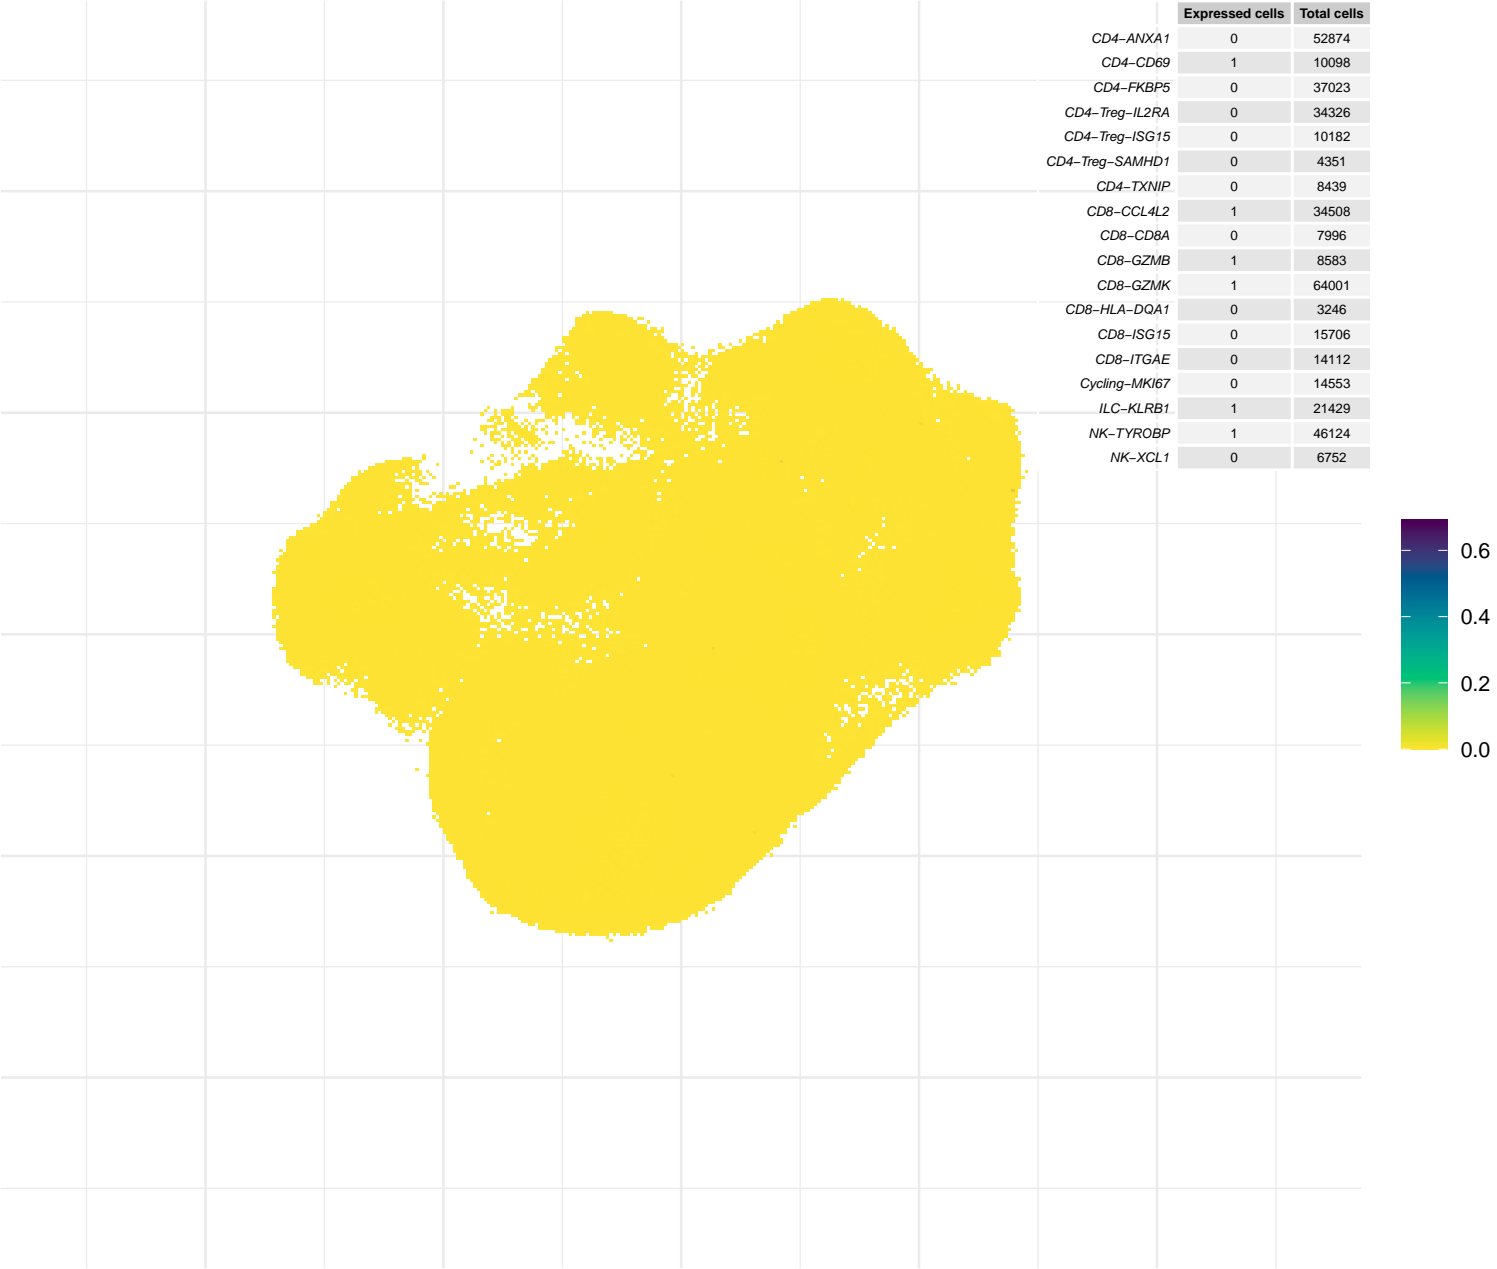 Expressed cells Total cells
CD4−ANXA1 0 52874
CD4−CD69 1 10098
CD4−FKBP5 0 37023
CD4−Treg−IL2RA 0 34326
CD4−Treg−ISG15 0 10182
CD4−Treg−SAMHD1 0 4351
CD4−TXNIP 0 8439
CD8−CCL4L2 1 34508
CD8−CD8A 0 7996
CD8−GZMB 1 8583
CD8−GZMK 1 64001
CD8−HLA−DQA1 0 3246
CD8−ISG15 0 15706
CD8−ITGAE 0 14112
Cycling−MKI67 0 14553
ILC−KLRB1 1 21429
NK−TYROBP 1 46124
NK−XCL1 0 6752
0.6
0.4
0.2
0.0